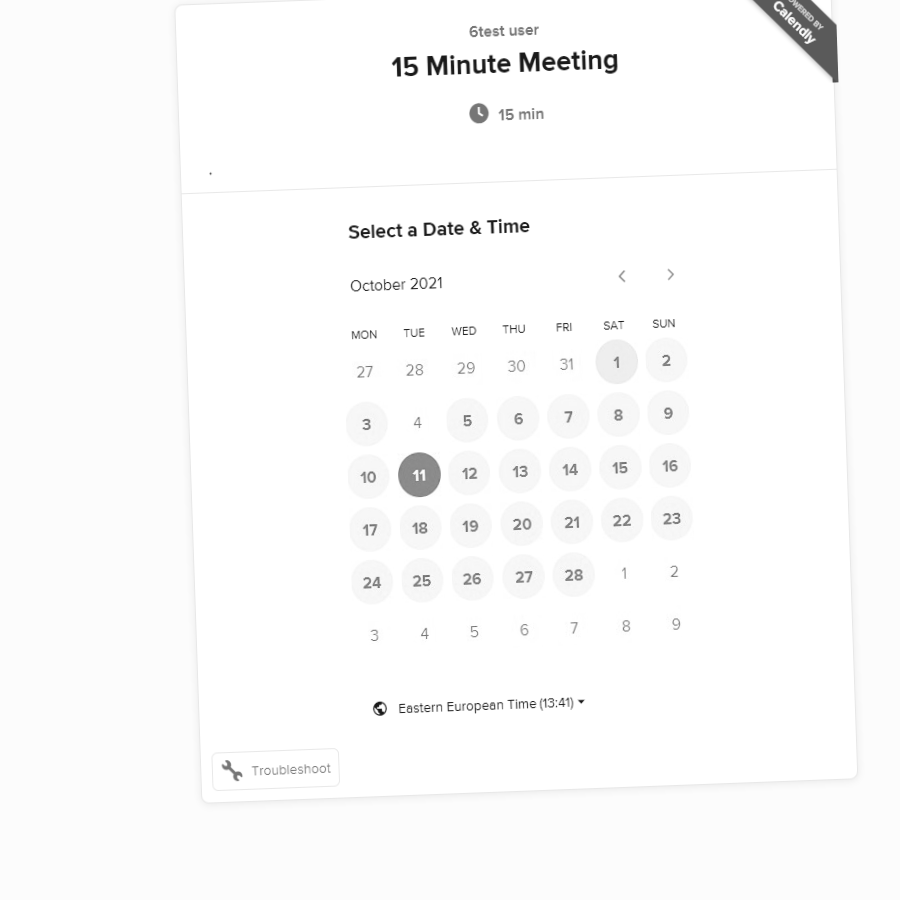 POWERED BY
Calendly
6test user
15 Minute Meeting
15 min
.
Select a Date & Time
October 2021
MON TUE WED THU FRI SAT SUN
27 28 29 30 31 1 2
3 4 5 6 7 8 9
10 11 12 13 14 15 16
17 18 19 20 21 22 23
24 25 26 27 28 1 2
3 4 5 6 7 8 9
Eastern European Time (13:41)
Troubleshoot